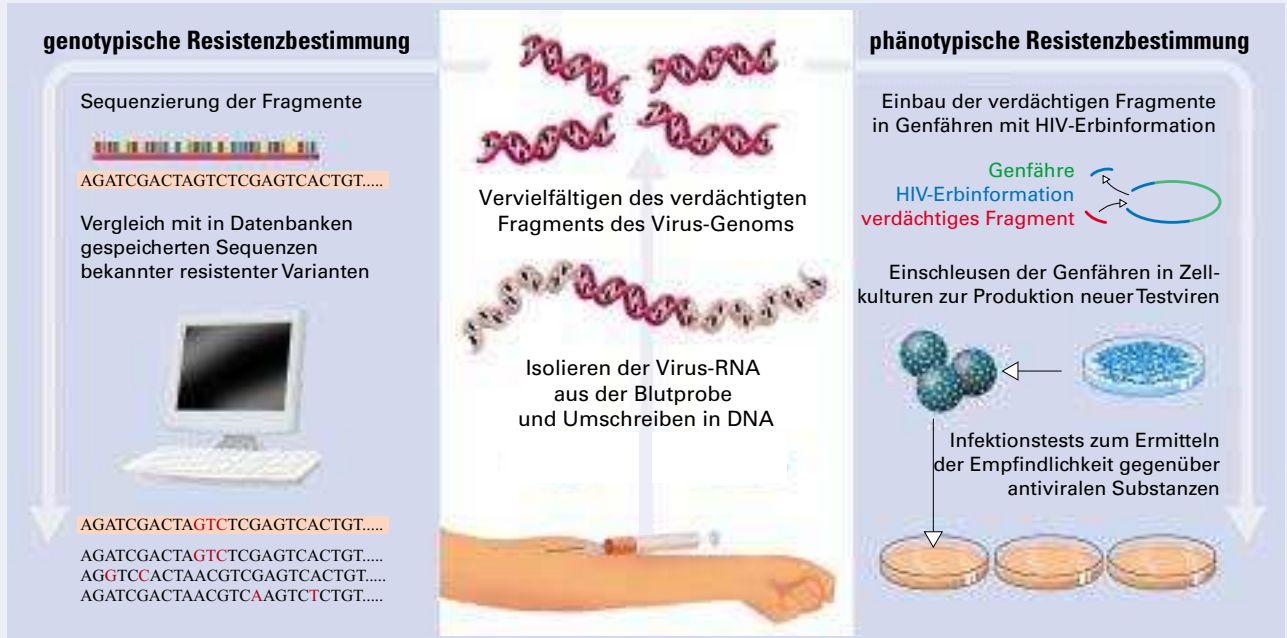 genotypische Resistenzbestimmung
Sequenzierung der Fragmente
AGATCGACTAGTCTCGAGTCACTGT.....
Vergleich mit in Datenbanken
gespeicherten Sequenzen
bekannter resistenter Varianten
AGATCGACTAGTCTCGAGTCACTGT.....
AGATCGACTAGTCTCGAGTCACTGT.....
AGGTCCACTAACGTCGAGTCACTGT.....
AGATCGACTAACGTCAAGTCTCTGT.....
Vervielfältigen des verdächtigten
Fragments des Virus-Genoms
Isolieren der Virus-RNA
aus der Blutprobe
und Umschreiben in DNA
phänotypische Resistenzbestimmung
Einbau der verdächtigen Fragmente
in Genfähren mit HIV-Erbinformation
Genfähre
HIV-Erbinformation
verdächtiges Fragment
Einschleusen der Genfähren in Zell-
kulturen zur Produktion neuer Testviren
Infektionstests zum Ermitteln
der Empfindlichkeit gegenüber
antiviralen Substanzen